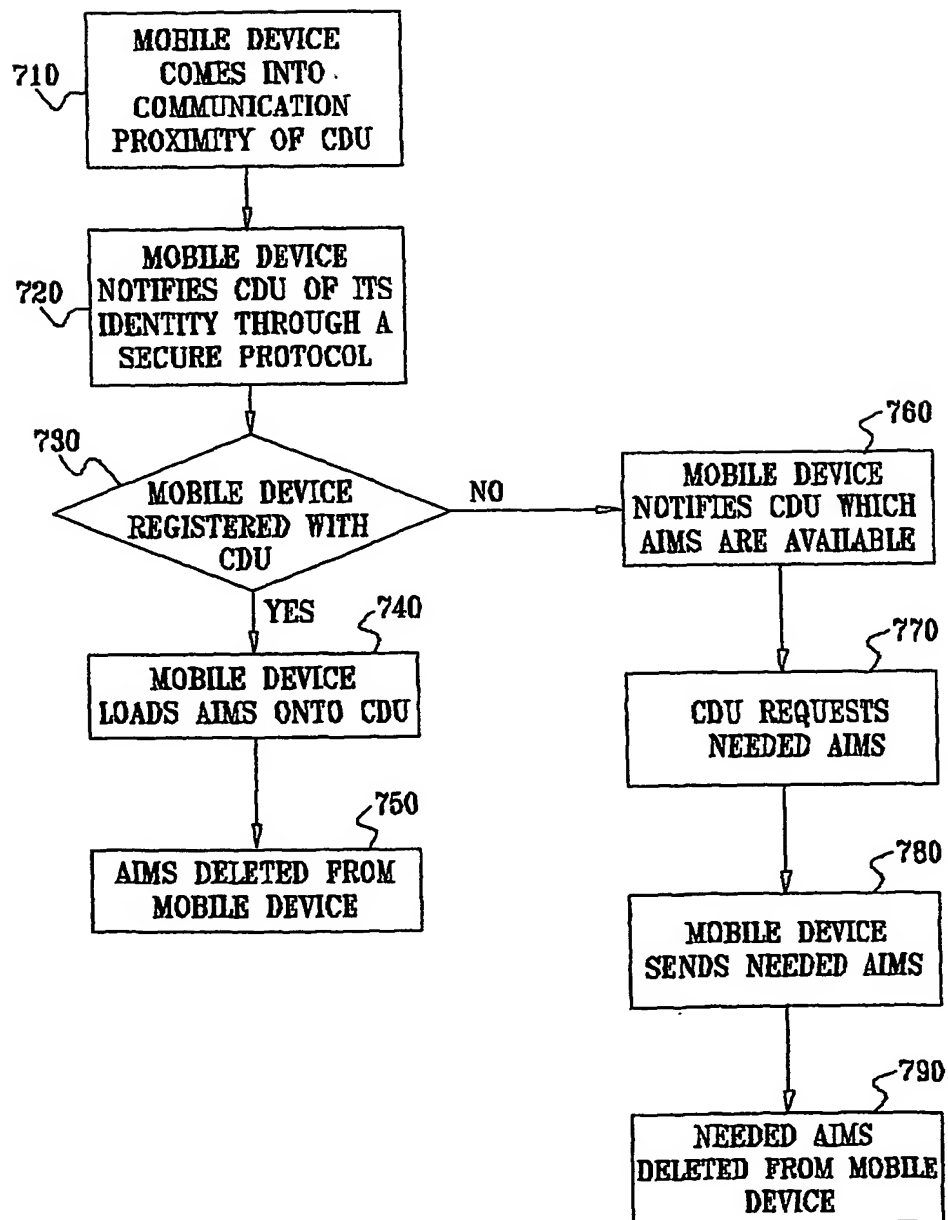 MOBILE DEVICE
COMES INTO
COMMUNICATION
PROXIMITY OF CDU
710
MOBILE DEVICE
NOTIFIES CDU OF ITS
IDENTITY THROUGH A
SECURE PROTOCOL
720
730
MOBILE DEVICE
REGISTERED WITH
CDU
NO
YES
740
MOBILE DEVICE
LOADS AIMS ONTO CDU
750
AIMS DELETED FROM
MOBILE DEVICE
760
MOBILE DEVICE
NOTIFIES CDU WHICH
AIMS ARE AVAILABLE
770
CDU REQUESTS
NEEDED AIMS
780
MOBILE DEVICE
SENDS NEEDED AIMS
790
NEEDED AIMS
DELETED FROM MOBILE
DEVICE